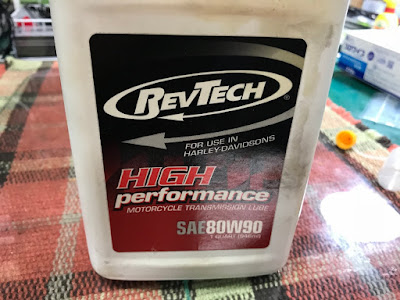 REVTECH®
FOR USE IN
HARLEY-DAVIDSONS
HIGH
performance
MOTORCYCLE TRANSMISSION LUBE
SAE80W90